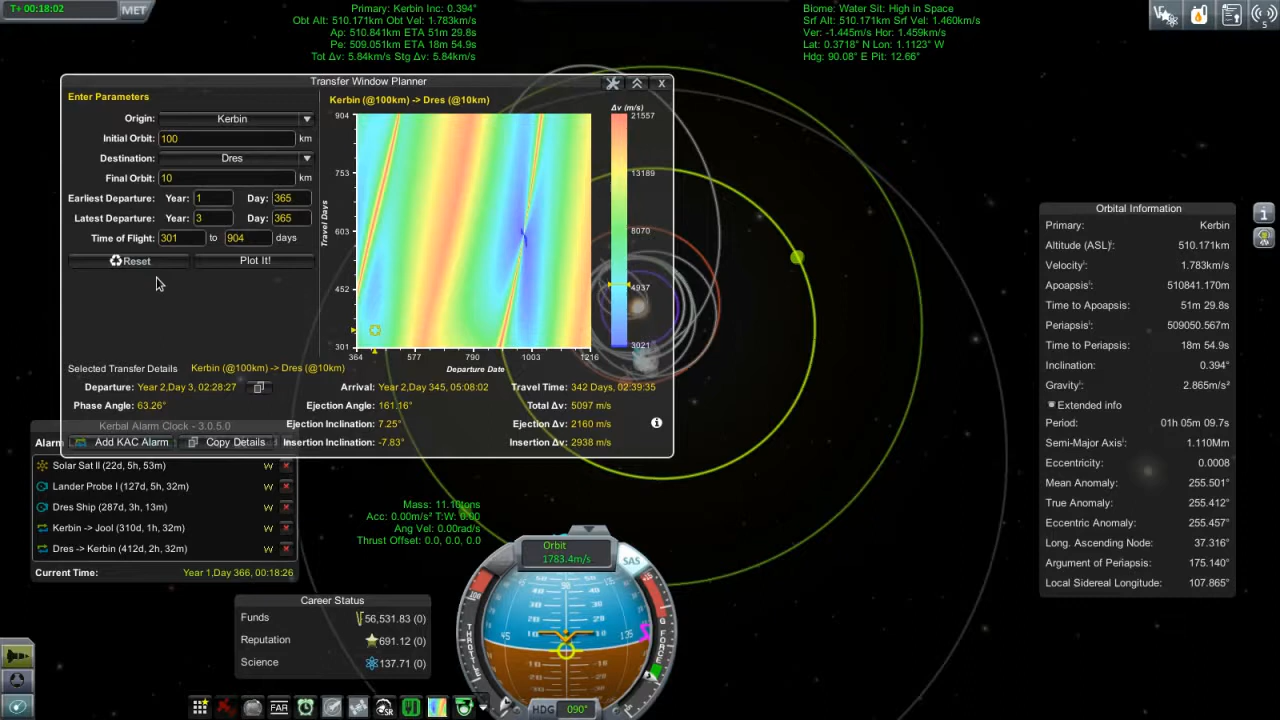 T+ 00:18:02 MET
Primary: Kerbin Inc: 0.394°
Obt Alt: 510.171km Obt Vel: 1.783km/s
Ap: 510.841km ETA 51m 29.8s
Pe: 509.051km ETA 18m 54.9s
Tot Δv: 5.84km/s Stg Δv: 5.84km/s
Biome: Water Sit: High in Space
Srf Alt: 510.171km Srf Vel: 1.460km/s
Ver: -1.445m/s Hor: 1.459km/s
Lat: 0.3718° N Lon: 1.1123° W
Hdg: 90.08° E Pit: 12.66°
5
Transfer Window Planner
X
Enter Parameters
Origin: Kerbin
Initial Orbit: 100 km
Destination: Dres
Final Orbit: 10 km
Earliest Departure: Year: 1 Day: 365
Latest Departure: Year: 3 Day: 365
Time of Flight: 301 to 904 days
Reset Plot It!
Kerbin (@100km) -> Dres (@10km)
Travel Days
904
753
603
452
301
364 577 790 1003 1216
Departure Date
Δv (m/s)
21557
13189
8070
4937
3021
Selected Transfer Details Kerbin (@100km) -> Dres (@10km)
Departure: Year 2,Day 3, 02:28:27 Arrival: Year 2,Day 345, 05:08:02 Travel Time: 342 Days, 02:39:35
Phase Angle: 63.26° Ejection Angle: 161.16° Total Δv: 5097 m/s
Ejection Inclination: 7.25° Ejection Δv: 2160 m/s
Add KAC Alarm Copy Details Insertion Inclination: -7.83° Insertion Δv: 2938 m/s
Kerbal Alarm Clock - 3.0.5.0
Alarm
Solar Sat II (22d, 5h, 53m)
Lander Probe I (127d, 5h, 32m)
Dres Ship (287d, 3h, 13m)
Kerbin -> Jool (310d, 1h, 32m)
Dres -> Kerbin (412d, 2h, 32m)
Current Time: Year 1,Day 366, 00:18:26
Mass: 11.10tons
Acc: 0.00m/s² T:W: 0.00
Ang Vel: 0.00rad/s
Thrust Offset: 0.0, 0.0, 0.0
Career Status
Funds 56,531.83 (0)
Reputation 691.12 (0)
Science 137.71 (0)
Orbit
1783.4m/s
SAS
HDG 090°
FAR
SR
Orbital Information
Primary: Kerbin
Altitude (ASL): 510.171km
Velocity: 1.783km/s
Apoapsis: 510841.170m
Time to Apoapsis: 51m 29.8s
Periapsis: 509050.567m
Time to Periapsis: 18m 54.9s
Inclination: 0.394°
Gravity: 2.865m/s²
Extended info
Period: 01h 05m 09.7s
Semi-Major Axis: 1.110Mm
Eccentricity: 0.0008
Mean Anomaly: 255.501°
True Anomaly: 255.412°
Eccentric Anomaly: 255.457°
Long. Ascending Node: 37.316°
Argument of Periapsis: 175.140°
Local Sidereal Longitude: 107.865°